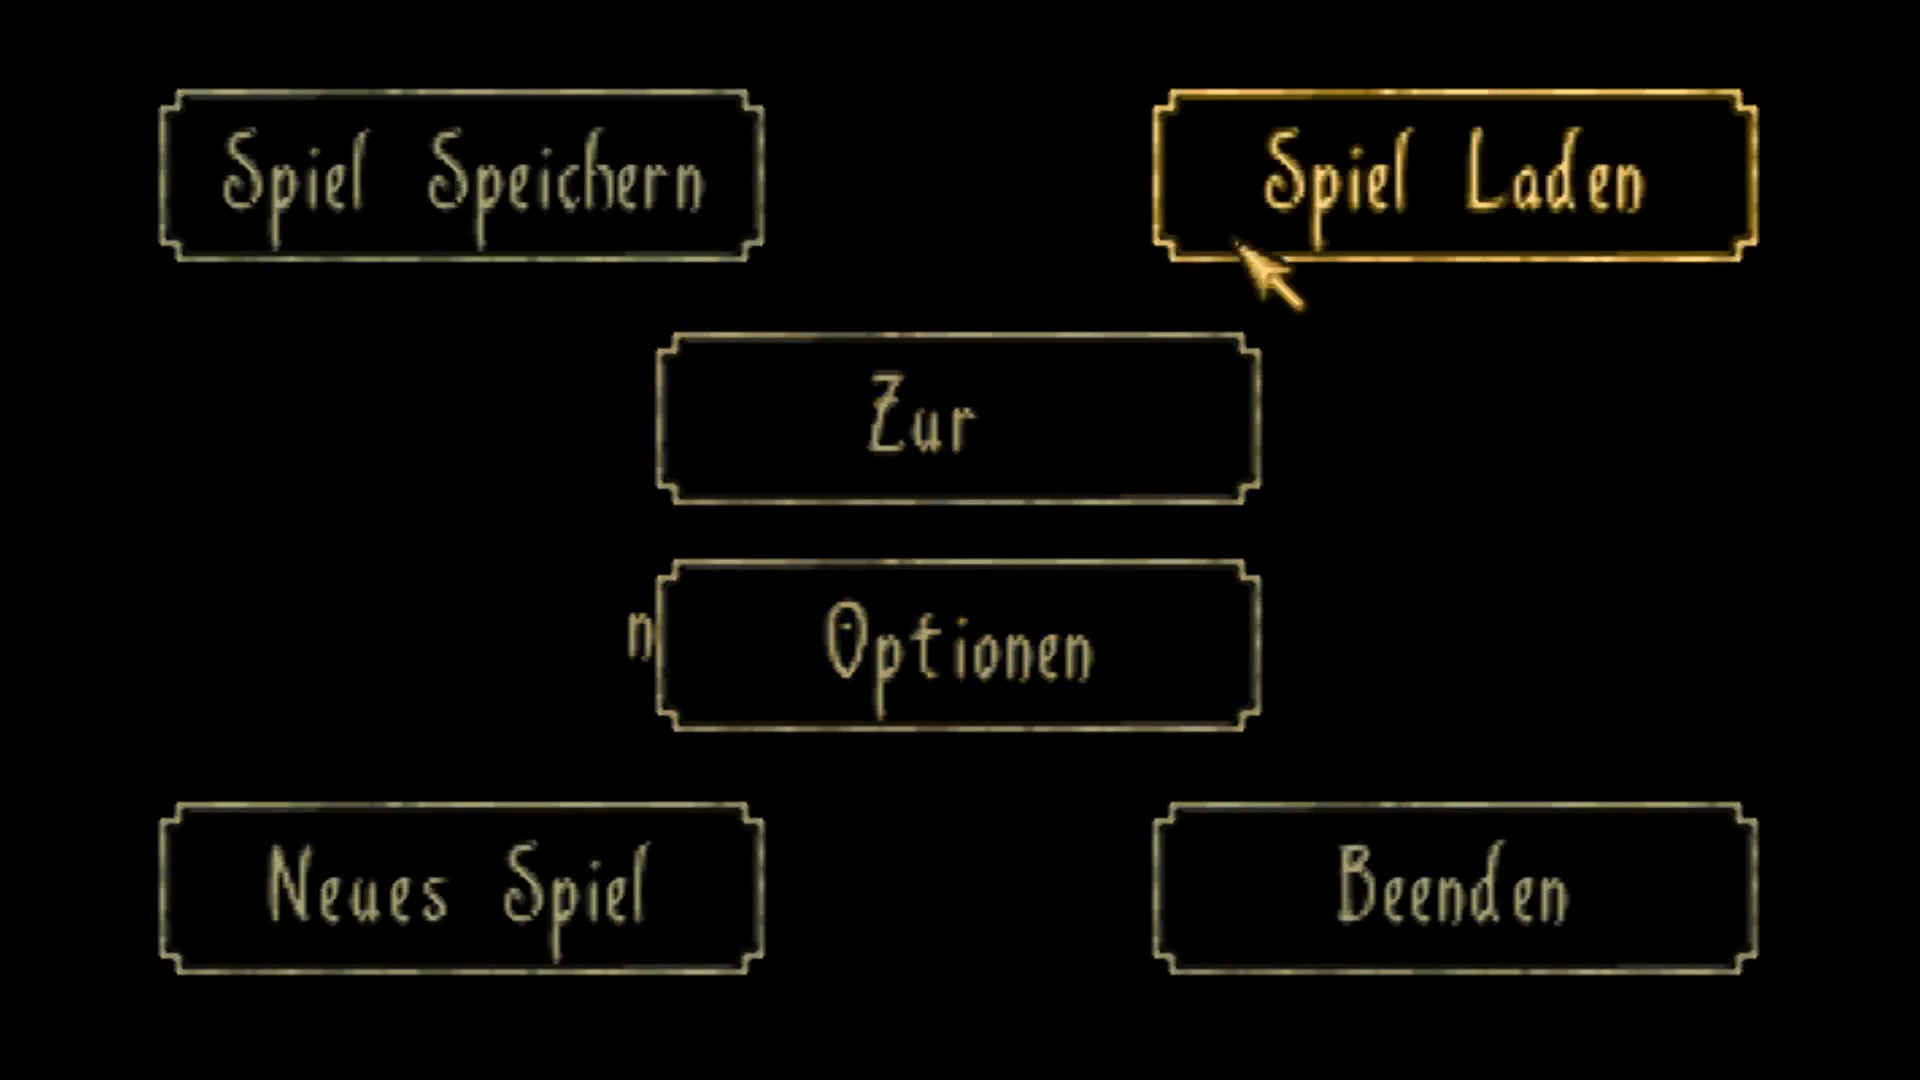 Spiel Speichern
Spiel Laden
Zur
n
Optionen
Neues Spiel
Beenden